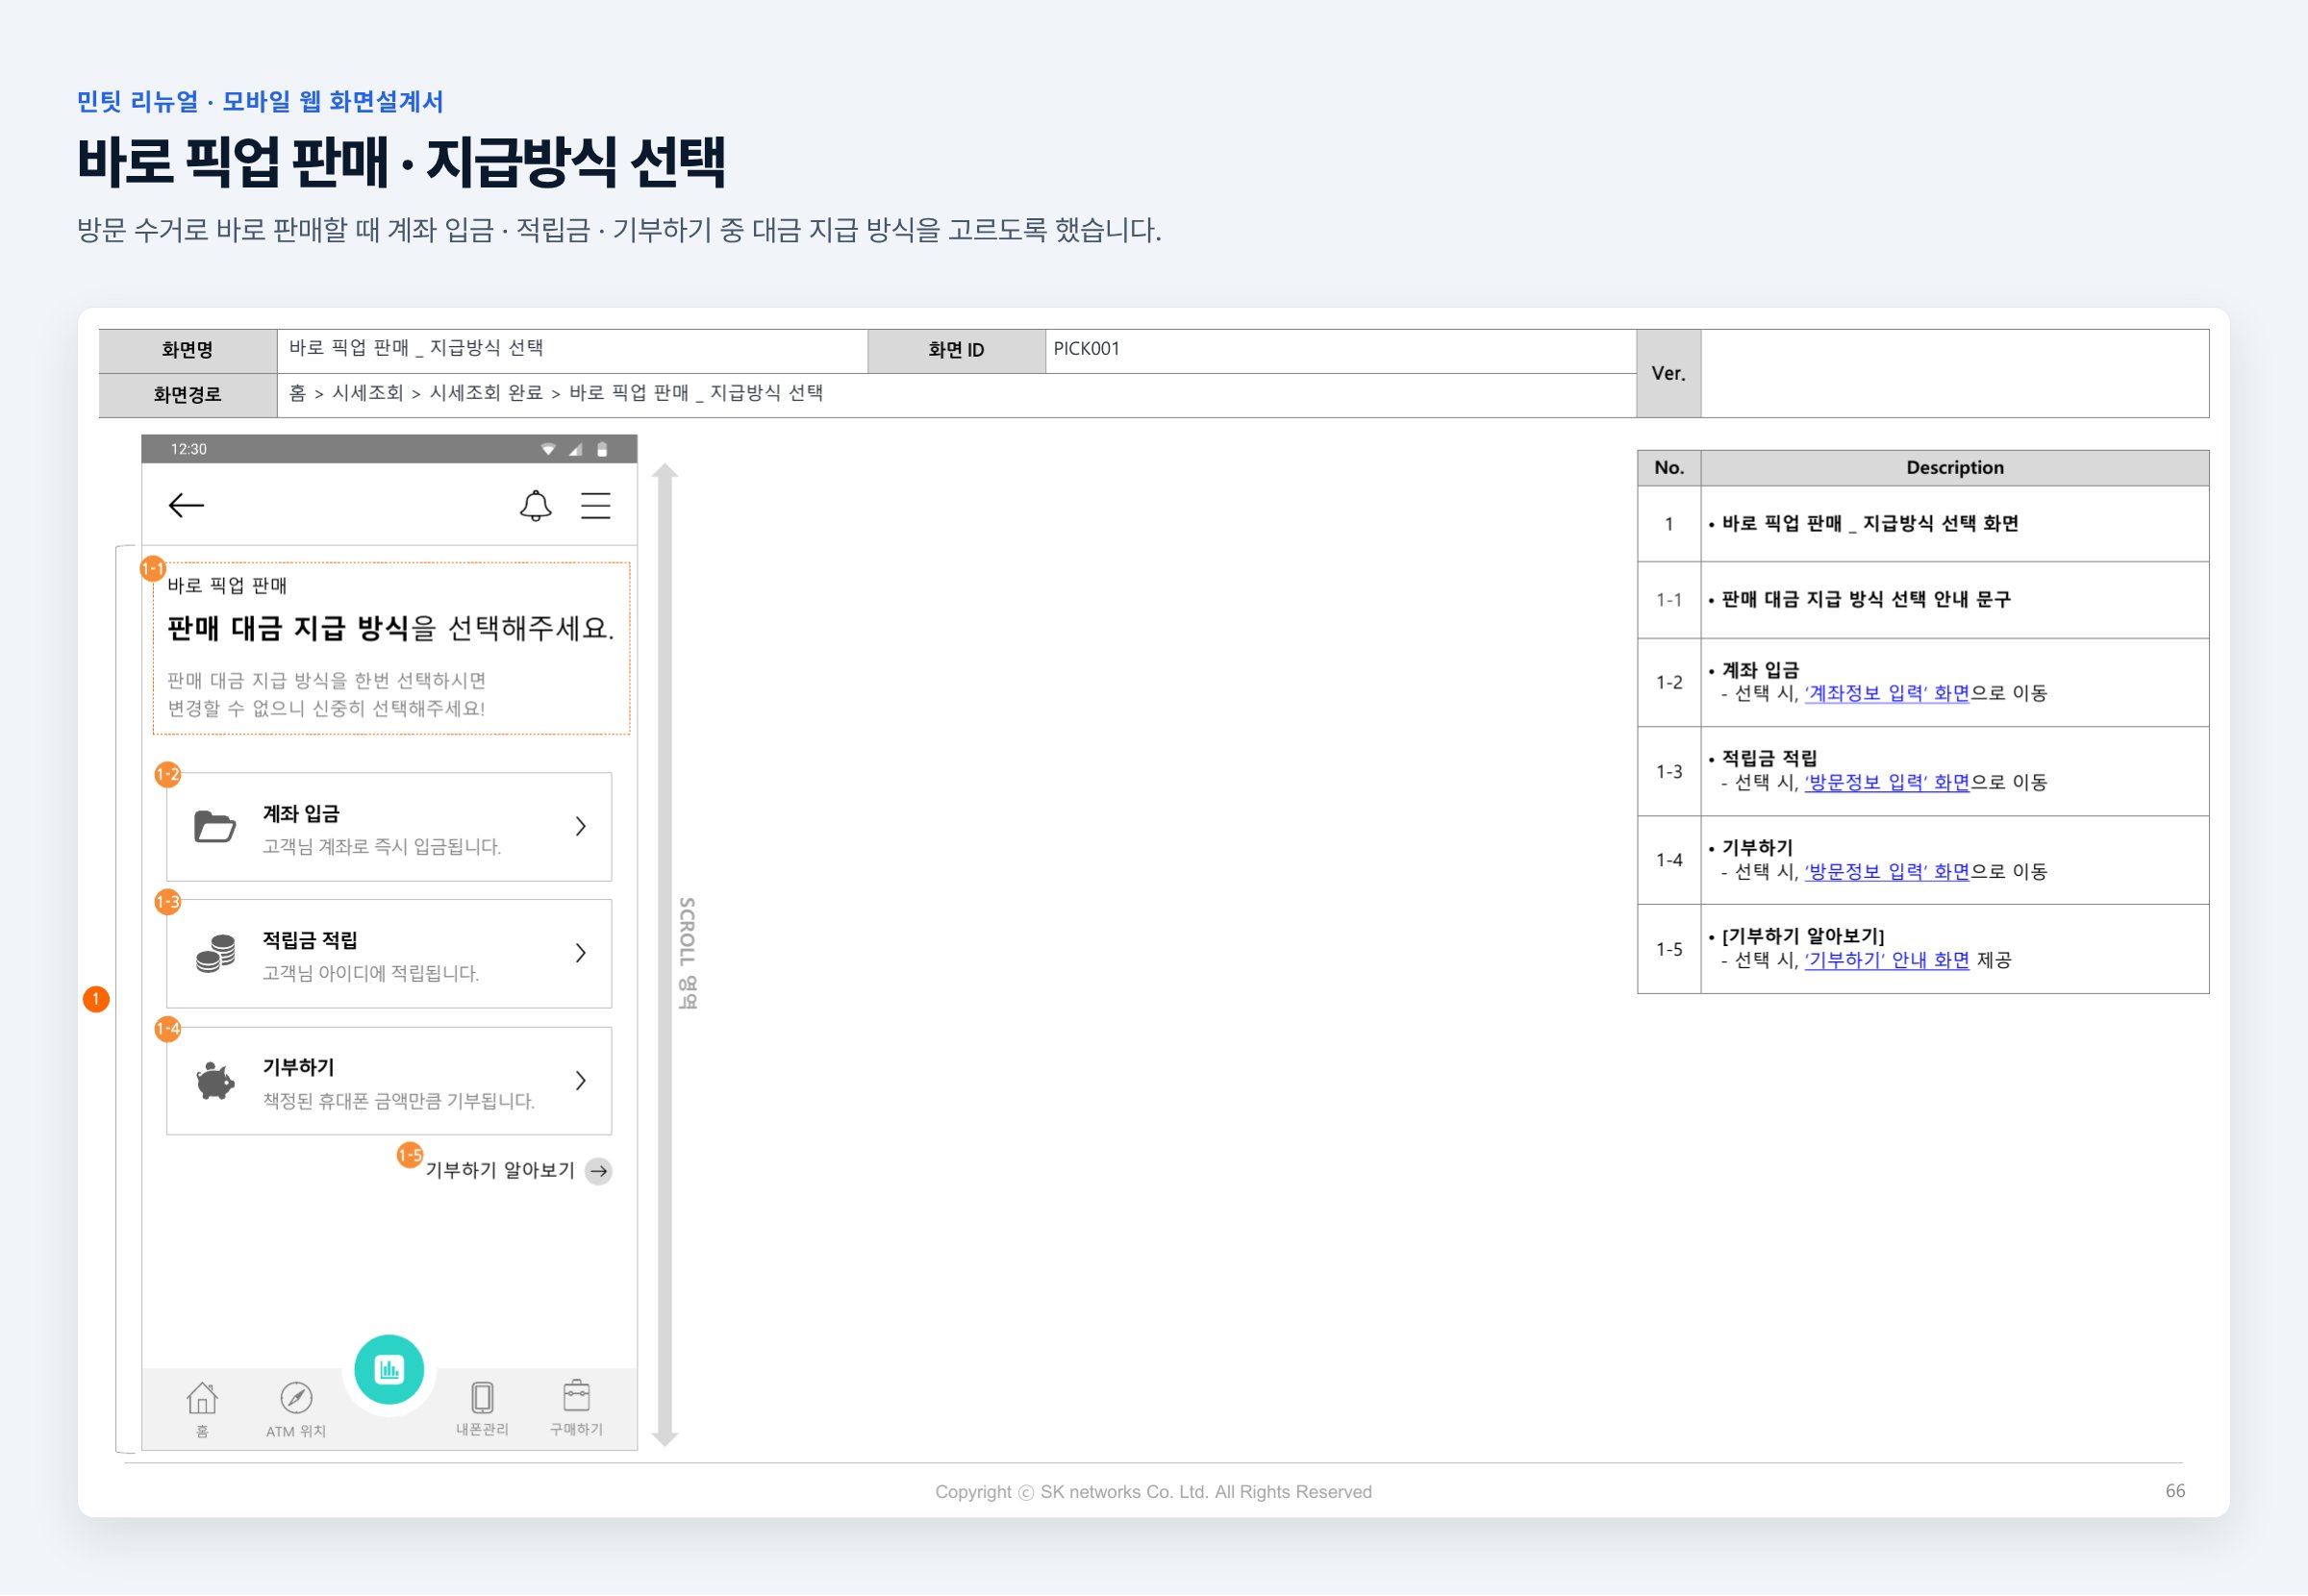 민팃 리뉴얼 · 모바일 웹 화면설계서
바로 픽업 판매 · 지급방식 선택
방문 수거로 바로 판매할 때 계좌 입금 · 적립금 · 기부하기 중 대금 지급 방식을 고르도록 했습니다.
화면명 바로 픽업 판매 _ 지급방식 선택 화면 ID PICK001 Ver.
화면경로 홈 > 시세조회 > 시세조회 완료 > 바로 픽업 판매 _ 지급방식 선택
12:30
1
1-1
바로 픽업 판매
판매 대금 지급 방식을 선택해주세요.
판매 대금 지급 방식을 한번 선택하시면
변경할 수 없으니 신중히 선택해주세요!
1-2
계좌 입금
고객님 계좌로 즉시 입금됩니다.
1-3
적립금 적립
고객님 아이디에 적립됩니다.
1-4
기부하기
책정된 휴대폰 금액만큼 기부됩니다.
1-5
기부하기 알아보기
홈
ATM 위치
내폰관리
구매하기
SCROLL 영역
No. Description
1 • 바로 픽업 판매 _ 지급방식 선택 화면
1-1 • 판매 대금 지급 방식 선택 안내 문구
1-2 • 계좌 입금
- 선택 시, ‘계좌정보 입력’ 화면으로 이동
1-3 • 적립금 적립
- 선택 시, ‘방문정보 입력’ 화면으로 이동
1-4 • 기부하기
- 선택 시, ‘방문정보 입력’ 화면으로 이동
1-5 • [기부하기 알아보기]
- 선택 시, ‘기부하기’ 안내 화면 제공
Copyright ⓒ SK networks Co. Ltd. All Rights Reserved
66